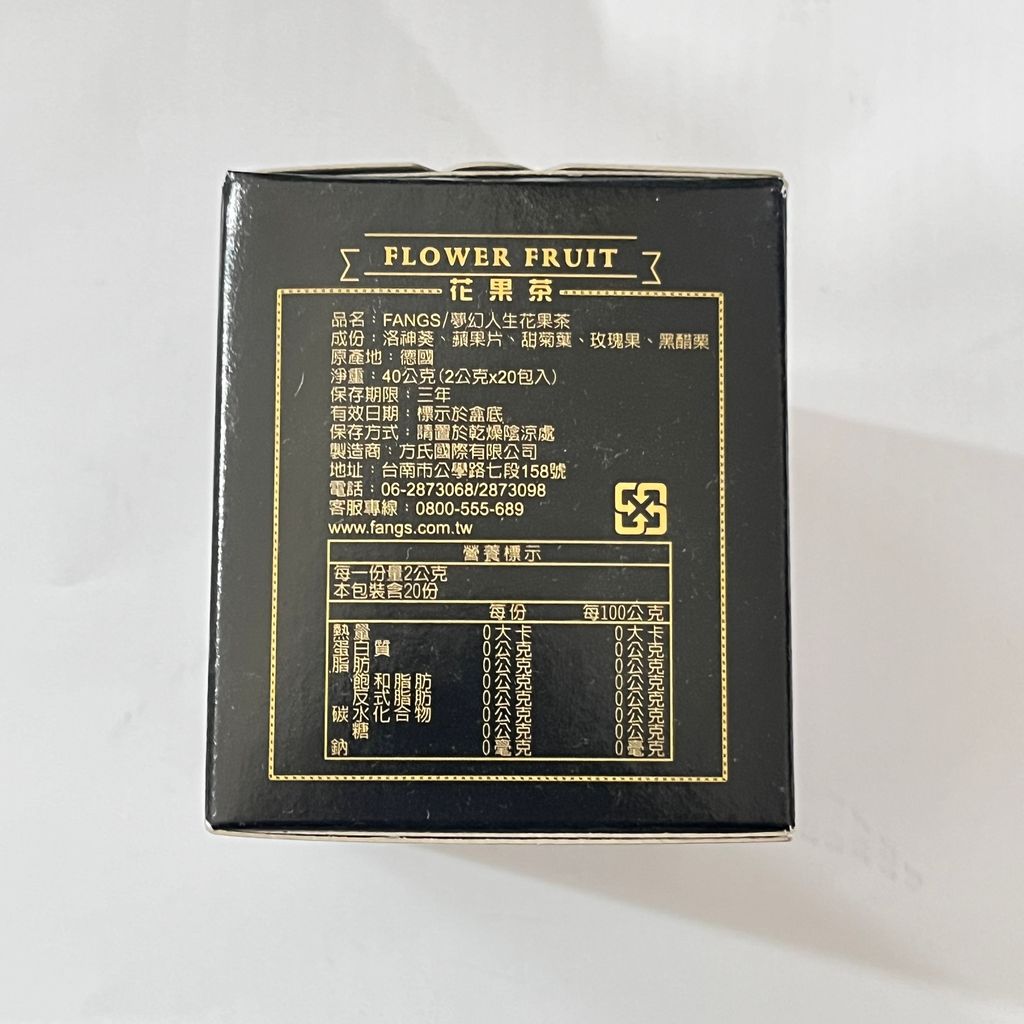 FLOWER FRUIT
花果茶
品名：FANGS/夢幻人生花果茶
成份：洛神葵、蘋果片、甜菊葉、玫瑰果、黑醋栗
原產地：德國
淨重：40公克(2公克x20包入)
保存期限：三年
有效日期：標示於盒底
保存方式：請置於乾燥陰涼處
製造商：方氏國際有限公司
地址：台南市公學路七段158號
電話：06-2873068/2873098
客服專線：0800-555-689
www.fangs.com.tw
營養標示
每一份量2公克
本包裝含20份
每份 每100公克
熱量 0大卡 0大卡
蛋白質 0公克 0公克
脂肪 0公克 0公克
飽和脂肪 0公克 0公克
反式脂肪 0公克 0公克
碳水化合物 0公克 0公克
糖 0公克 0公克
鈉 0毫克 0毫克